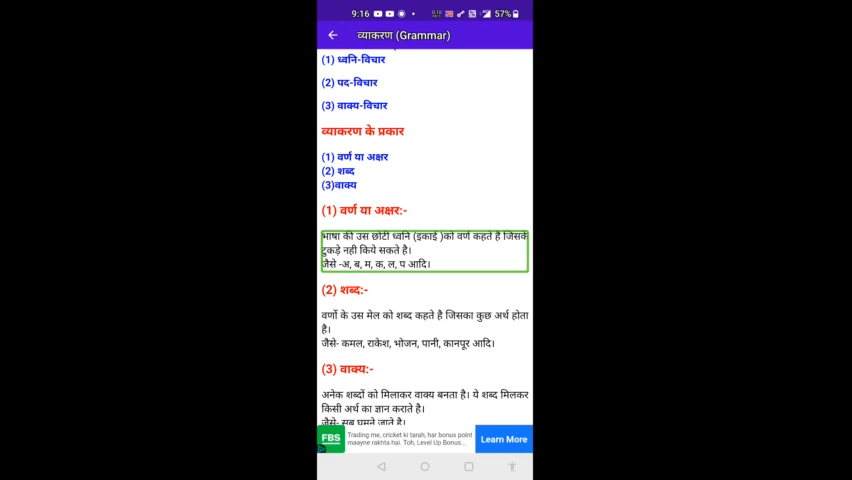 9:16 57%
व्याकरण (Grammar)
(1) ध्वनि-विचार
(2) पद-विचार
(3) वाक्य-विचार
व्याकरण के प्रकार
(1) वर्ण या अक्षर
(2) शब्द
(3)वाक्य
(1) वर्ण या अक्षर:-
भाषा की उस छोटी ध्वनि (इकाई )को वर्ण कहते है जिसके
टुकड़े नही किये सकते है।
जैसे -अ, ब, म, क, ल, प आदि।
(2) शब्द:-
वर्णो के उस मेल को शब्द कहते है जिसका कुछ अर्थ होता
है।
जैसे- कमल, राकेश, भोजन, पानी, कानपूर आदि।
(3) वाक्य:-
अनेक शब्दों को मिलाकर वाक्य बनता है। ये शब्द मिलकर
किसी अर्थ का ज्ञान कराते है।
जैसे- सब घूमने जाते है।
FBS
Trading me, cricket ki tarah, har bonus point
maayne rakhta hai. Toh, Level Up Bonus...
Learn More